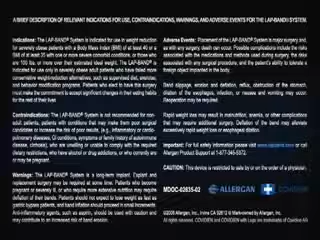 A BRIEF DESCRIPTION OF RELEVANT INDICATIONS FOR USE, CONTRAINDICATIONS, WARNINGS, AND ADVERSE EVENTS FOR THE LAP-BAND® SYSTEM.
Indications: The LAP-BAND® System is indicated for use in weight reduction
for severely obese patients with a Body Mass Index (BMI) of at least 40 or a
BMI of at least 35 with one or more severe comorbid conditions, or those who
are 100 lbs. or more over their estimated ideal weight. The LAP-BAND® is
indicated for use only in severely obese adult patients who have failed more
conservative weight-reduction alternatives, such as supervised diet, exercise,
and behavior modification programs. Patients who elect to have this surgery
must make the commitment to accept significant changes in their eating habits
for the rest of their lives.
Contraindications: The LAP-BAND® System is not recommended for non-
adult patients, patients with conditions that may make them poor surgical
candidates or increase the risk of poor results, (e.g., inflammatory or cardio-
pulmonary diseases, GI conditions, symptoms or family history of autoimmune
disease, cirrhosis), who are unwilling or unable to comply with the required
dietary restrictions, who have alcohol or drug addictions, or who currently are
or may be pregnant.
Warnings: The LAP-BAND® System is a long-term implant. Explant and
replacement surgery may be required at some time. Patients who become
pregnant or severely ill, or who require more extensive nutrition may require
deflation of their bands. Patients should not expect to lose weight as fast as
gastric bypass patients, and band inflation should proceed in small increments.
Anti-inflammatory agents, such as aspirin, should be used with caution and
may contribute to an increased risk of band erosion.
Adverse Events: Placement of the LAP-BAND® System is major surgery and,
as with any surgery, death can occur. Possible complications include the risks
associated with the medications and methods used during surgery, the risks
associated with any surgical procedure, and the patient's ability to tolerate a
foreign object implanted in the body.
Band slippage, erosion and deflation, reflux, obstruction of the stomach,
dilation of the esophagus, infection, or nausea and vomiting may occur.
Reoperation may be required.
Rapid weight loss may result in malnutrition, anemia, or other complications
that may require additional surgery. Deflation of the band may alleviate
excessively rapid weight loss or esophageal dilation.
Important: For full safety information please visit or call
Allergan Product Support at 1-877-345-5372.
CAUTION: This device is restricted to sale by or on the order of a physician.
MDOC-02635-02
ALLERGAN
COVIDIEN
©2008 Allergan, Inc., Irvine CA 92612 ® Marks owned by Allergan, Inc.
All rights reserved. COVIDIEN and COVIDIEN with Logo are trademarks of Covidien AG